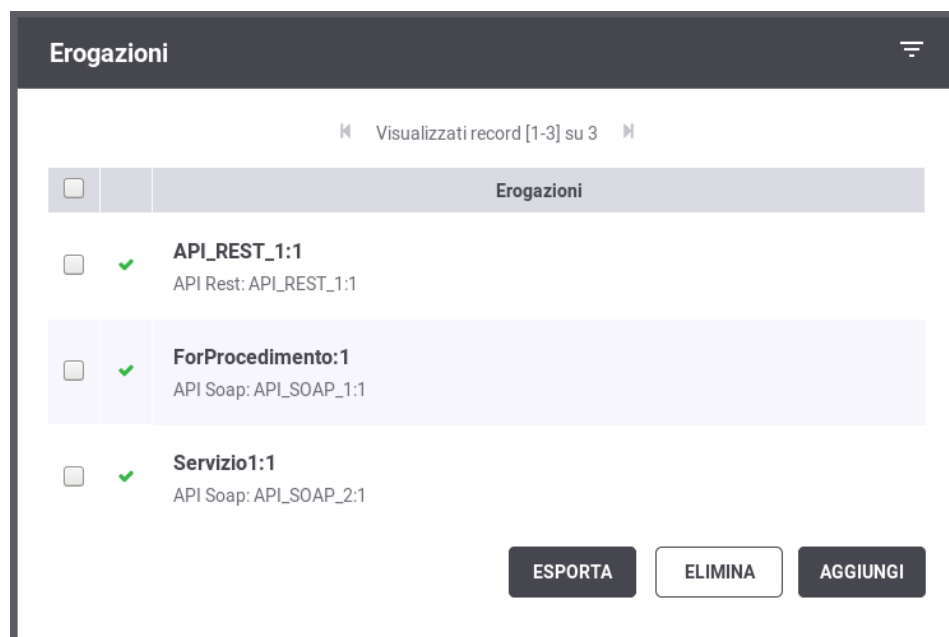 Erogazioni
Visualizzati record [1-3] su 3
Erogazioni
API_REST_1:1
API Rest: API_REST_1:1
ForProcedimento:1
API Soap: API_SOAP_1:1
Servizio1:1
API Soap: API_SOAP_2:1
ESPORTA ELIMINA AGGIUNGI